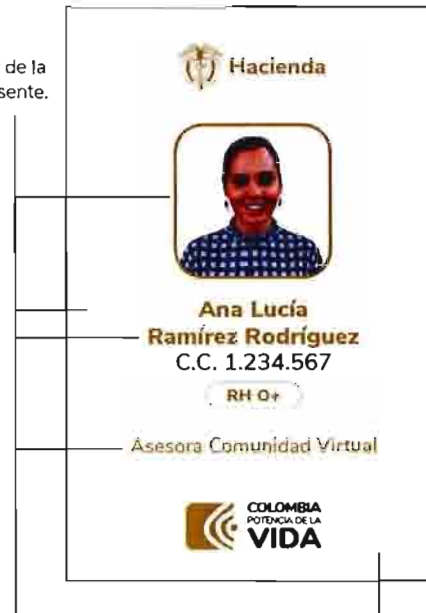 de la
sente.
Hacienda
Ana Lucía
Ramírez Rodríguez
C.C. 1.234.567
RH O+
Asesora Comunidad Virtual
COLOMBIA
POTENCIA DE LA
VIDA